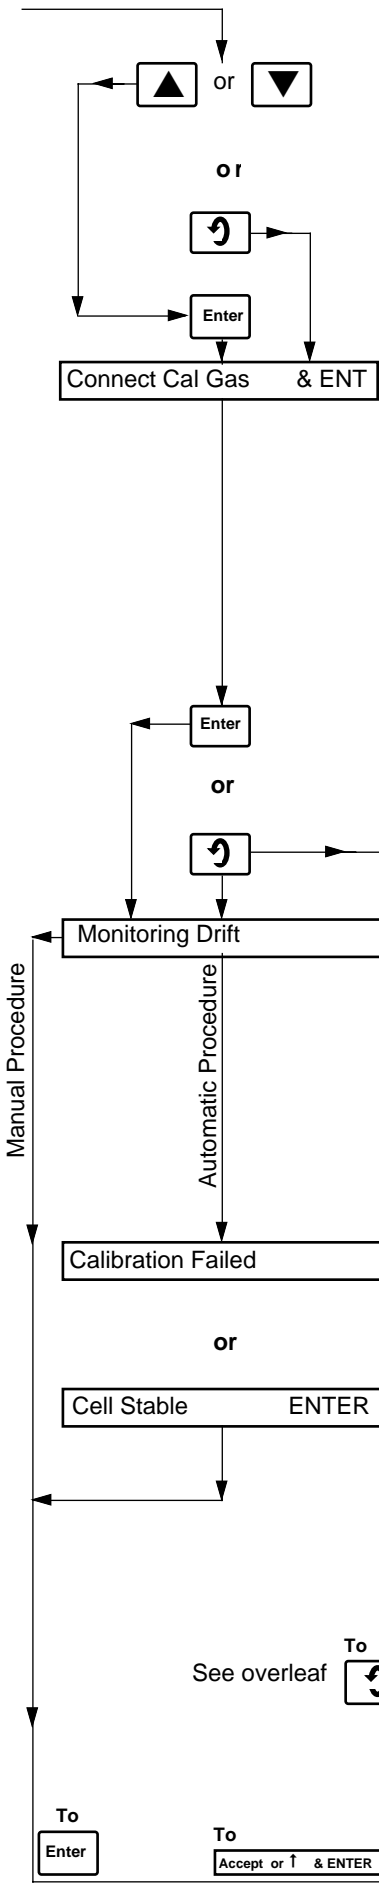 or
or
Enter
Connect Cal Gas & ENT
Enter
or
Monitoring Drift
Manual Procedure
Automatic Procedure
Calibration Failed
or
Cell Stable ENTER
To
See overleaf
To
Enter
To
Accept or ↑ & ENTER